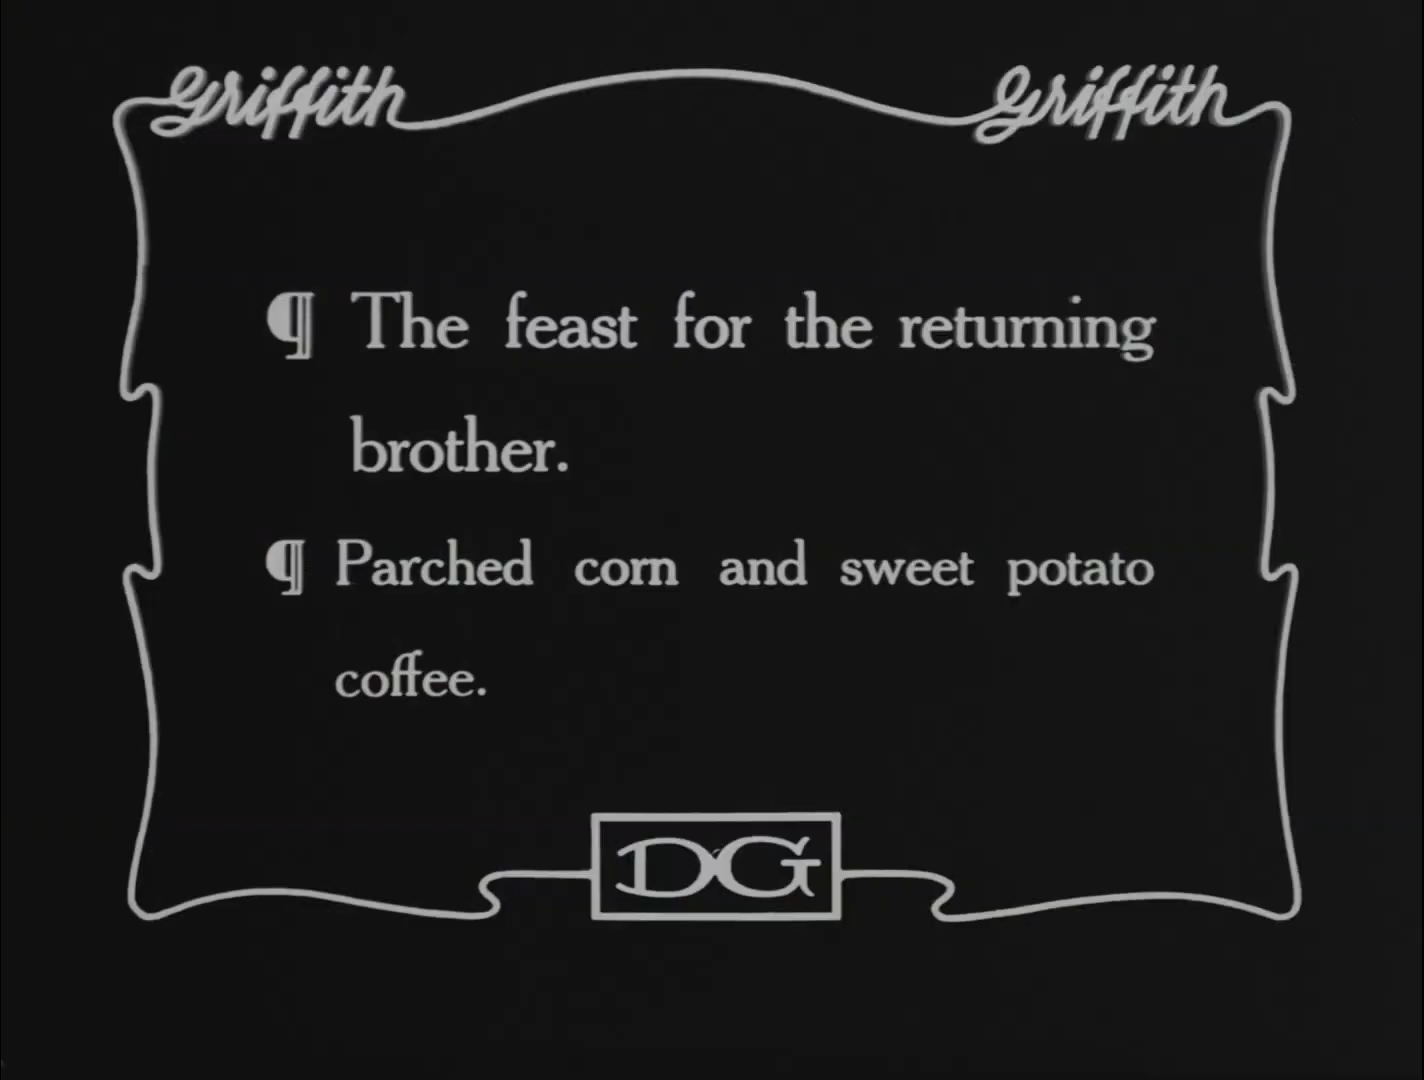 Griffith Griffith
¶ The feast for the returning
brother.
¶ Parched corn and sweet potato
coffee.
DG